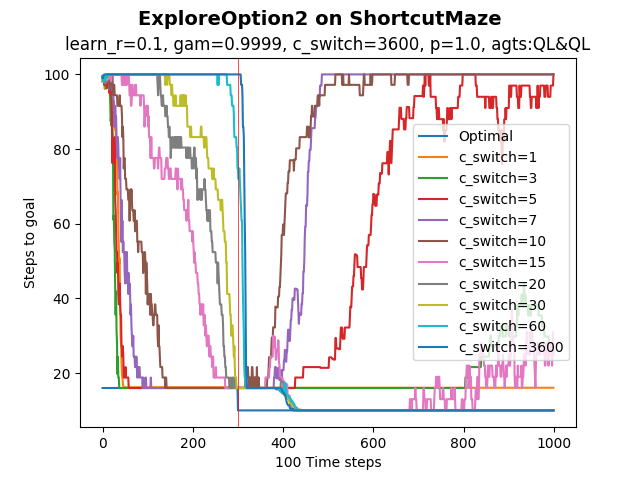 ExploreOption2 on ShortcutMaze
learn_r=0.1, gam=0.9999, c_switch=3600, p=1.0, agts:QL&QL
100
80
60
40
20
Steps to goal
Optimal
c_switch=1
c_switch=3
c_switch=5
c_switch=7
c_switch=10
c_switch=15
c_switch=20
c_switch=30
c_switch=60
c_switch=3600
0 200 400 600 800 1000
100 Time steps